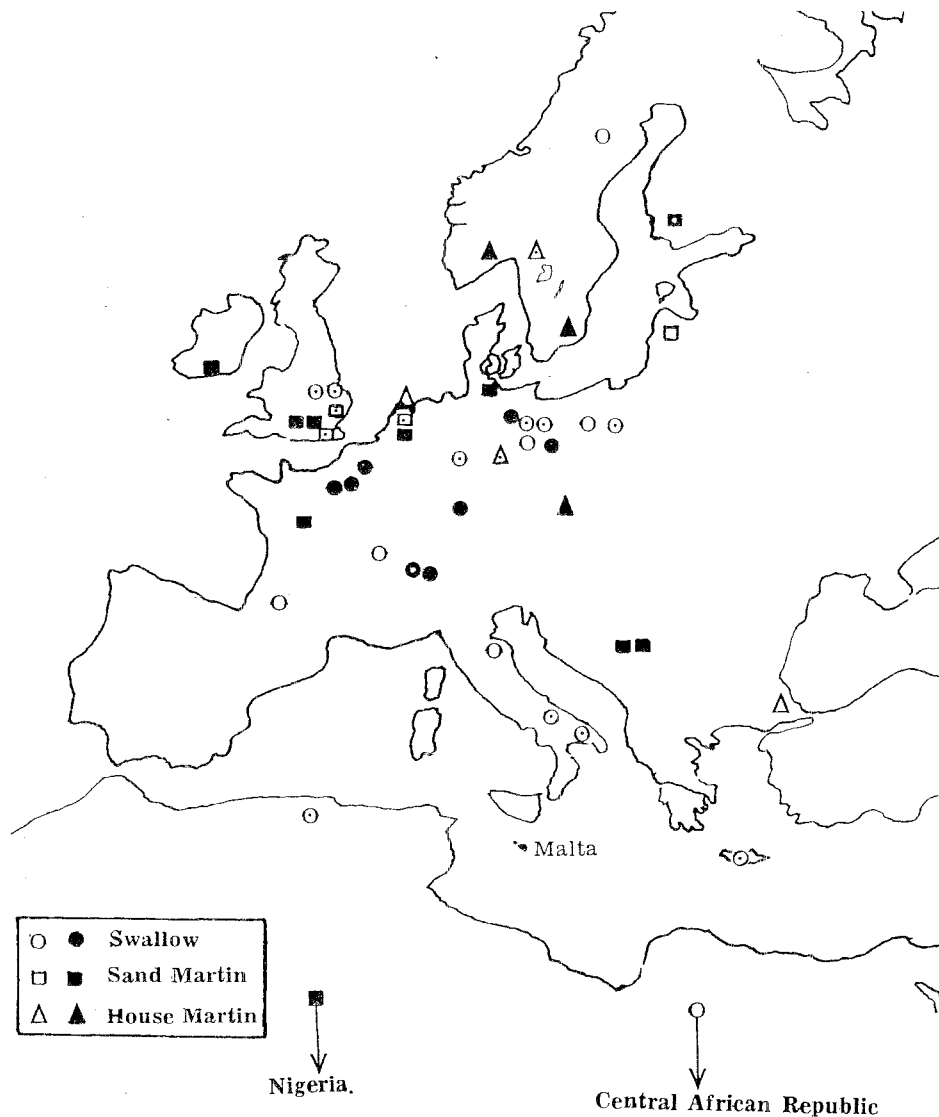 Malta
Swallow
Sand Martin
House Martin
Nigeria.
Central African Republic